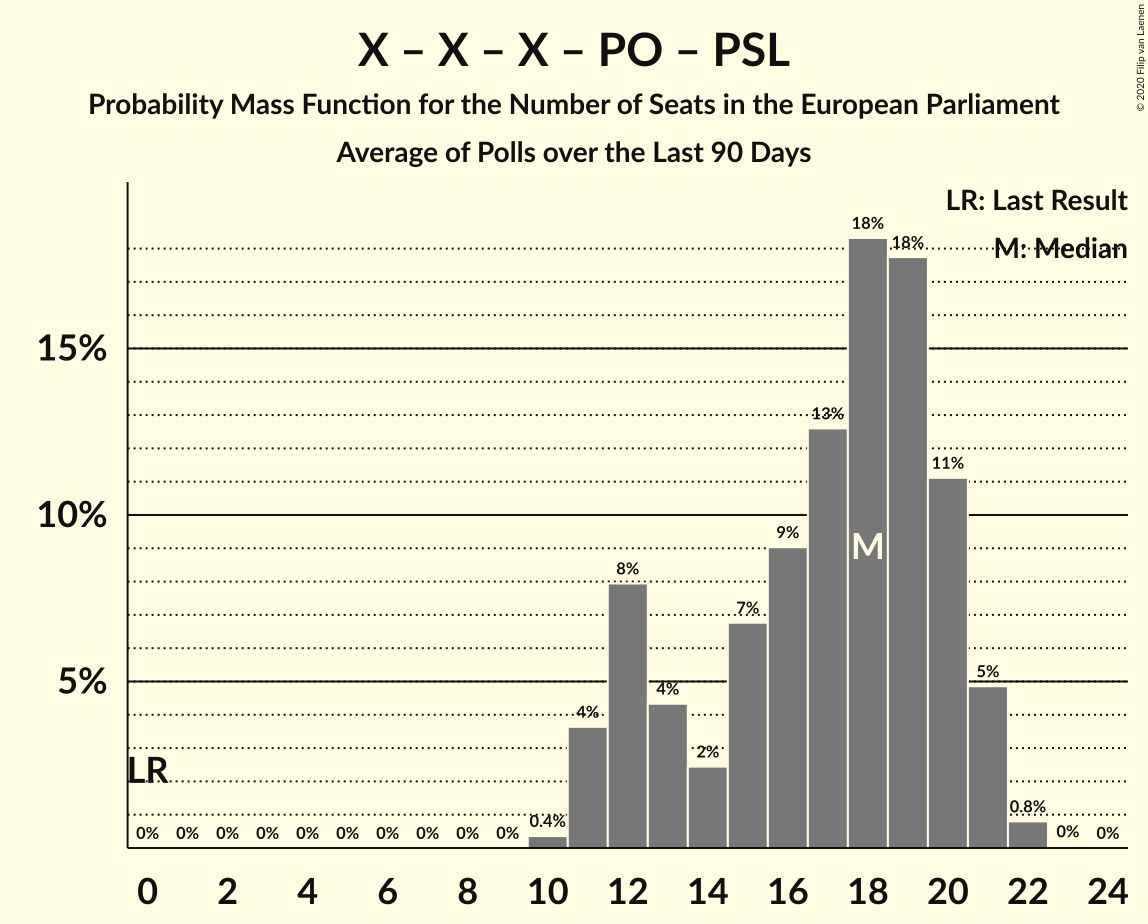 X – X – X – PO – PSL
Probability Mass Function for the Number of Seats in the European Parliament
Average of Polls over the Last 90 Days
© 2020 Filip van Laenen
LR: Last Result
M: Median
15%
10%
5%
18%
18%
13%
11%
9%
8%
7%
5%
4%
4%
2%
0.8%
0.4%
M
LR
0% 0% 0% 0% 0% 0% 0% 0% 0% 0% 0% 0%
0 2 4 6 8 10 12 14 16 18 20 22 24